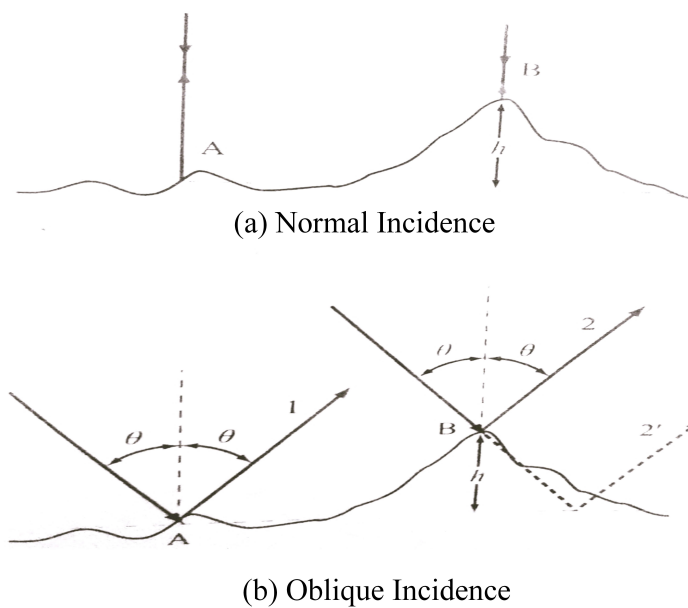 A
B
h
(a) Normal Incidence
θ θ
1
A
θ θ
2
B
h
2'
(b) Oblique Incidence